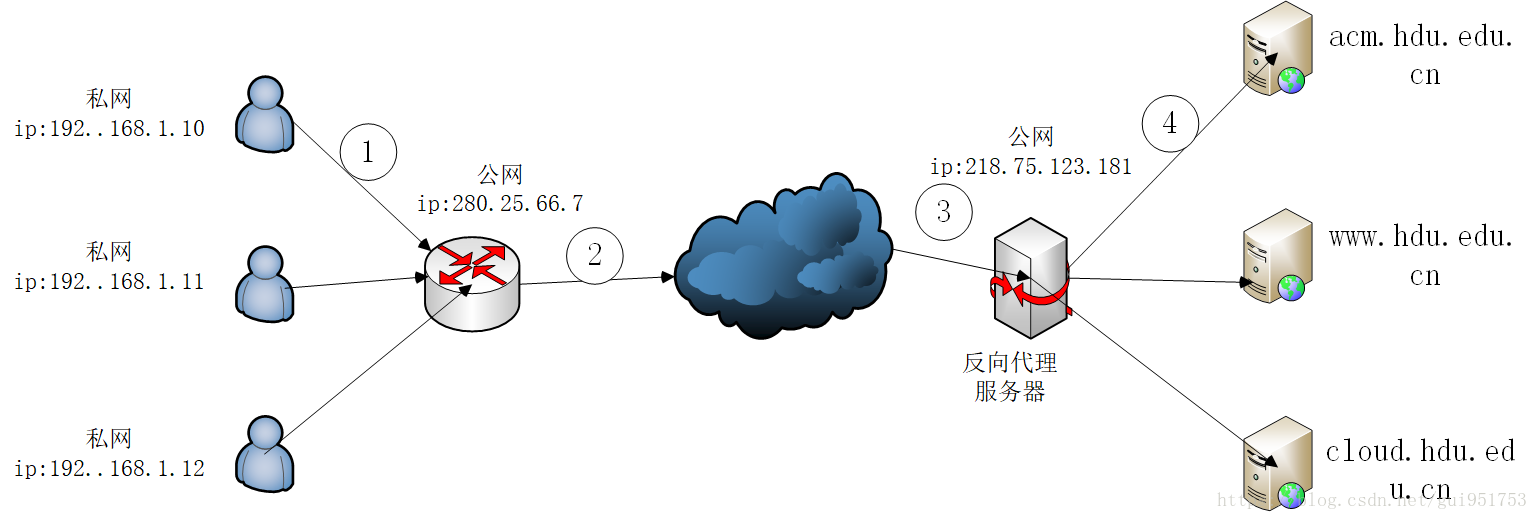 私网
ip:192..168.1.10
私网
ip:192..168.1.11
私网
ip:192..168.1.12
1
公网
ip:280.25.66.7
2
3
公网
ip:218.75.123.181
反向代理
服务器
4
acm.hdu.edu.
cn
www.hdu.edu.
cn
cloud.hdu.ed
u.cn
blog.csdn.net/gui951753